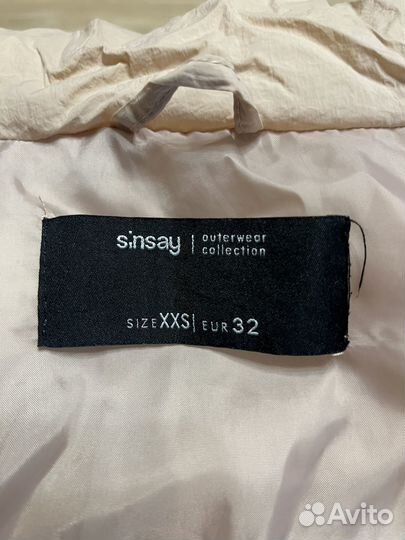 sinsay | outerwear
collection
SIZE XXS | EUR 32
Avito